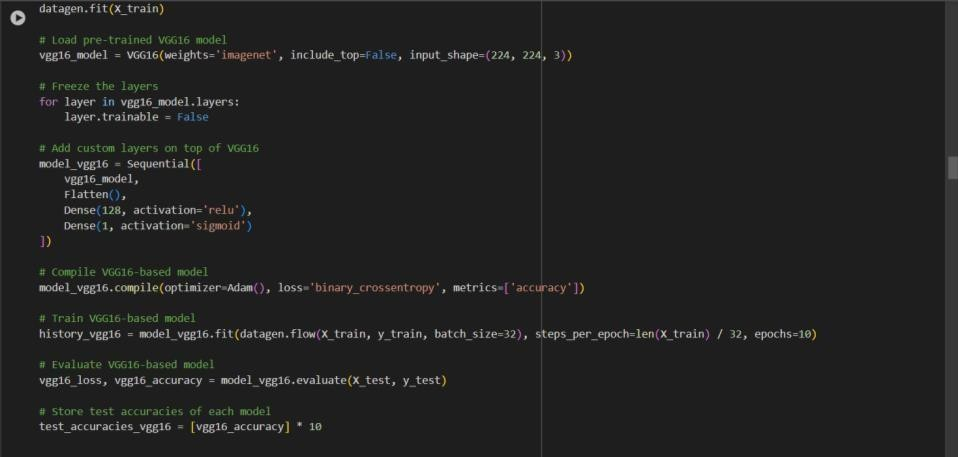 datagen.fit(X_train)
# Load pre-trained VGG16 model
vgg16_model = VGG16(weights='imagenet', include_top=False, input_shape=(224, 224, 3))
# Freeze the layers
for layer in vgg16_model.layers:
    layer.trainable = False
# Add custom layers on top of VGG16
model_vgg16 = Sequential([
    vgg16_model,
    Flatten(),
    Dense(128, activation='relu'),
    Dense(1, activation='sigmoid')
])
# Compile VGG16-based model
model_vgg16.compile(optimizer=Adam(), loss='binary_crossentropy', metrics=['accuracy'])
# Train VGG16-based model
history_vgg16 = model_vgg16.fit(datagen.flow(X_train, y_train, batch_size=32), steps_per_epoch=len(X_train) / 32, epochs=10)
# Evaluate VGG16-based model
vgg16_loss, vgg16_accuracy = model_vgg16.evaluate(X_test, y_test)
# Store test accuracies of each model
test_accuracies_vgg16 = [vgg16_accuracy] * 10